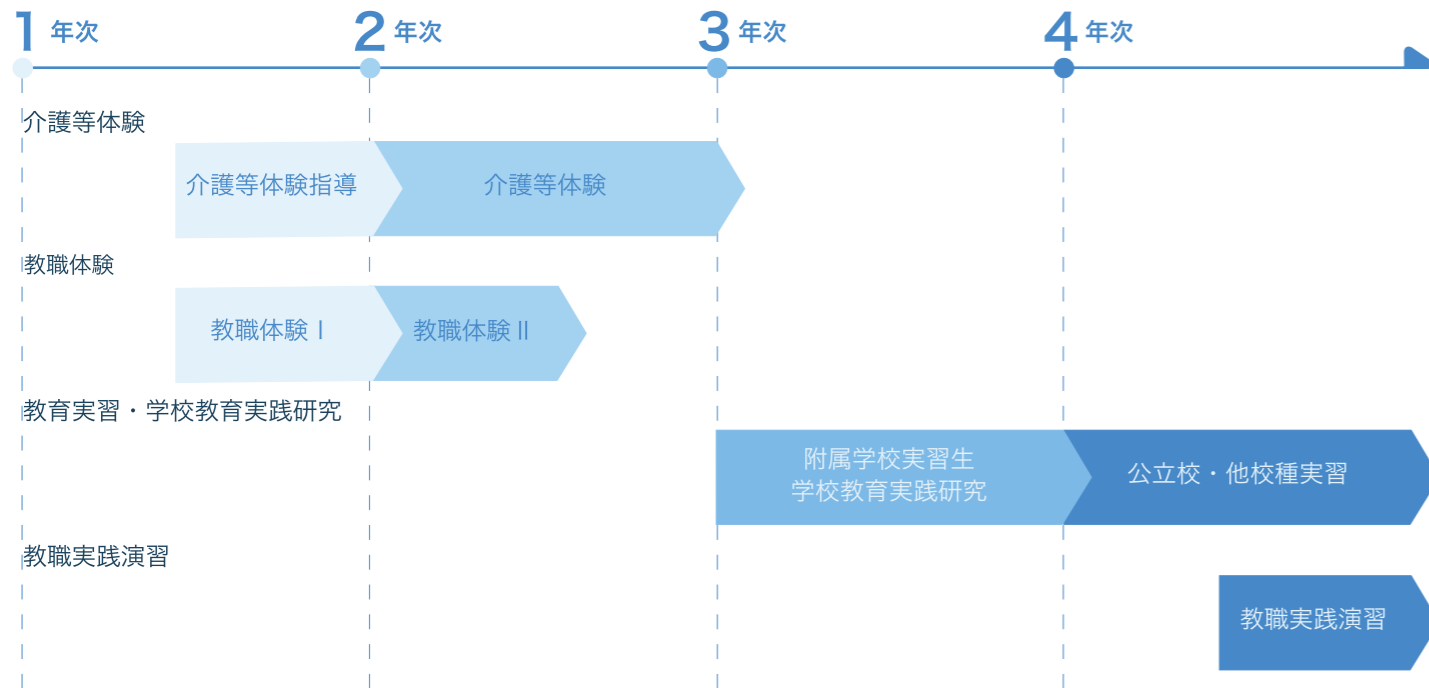 1 年次 2 年次 3 年次 4 年次
介護等体験
介護等体験指導 介護等体験
教職体験
教職体験Ⅰ 教職体験Ⅱ
教育実習・学校教育実践研究
附属学校実習生
学校教育実践研究
公立校・他校種実習
教職実践演習
教職実践演習